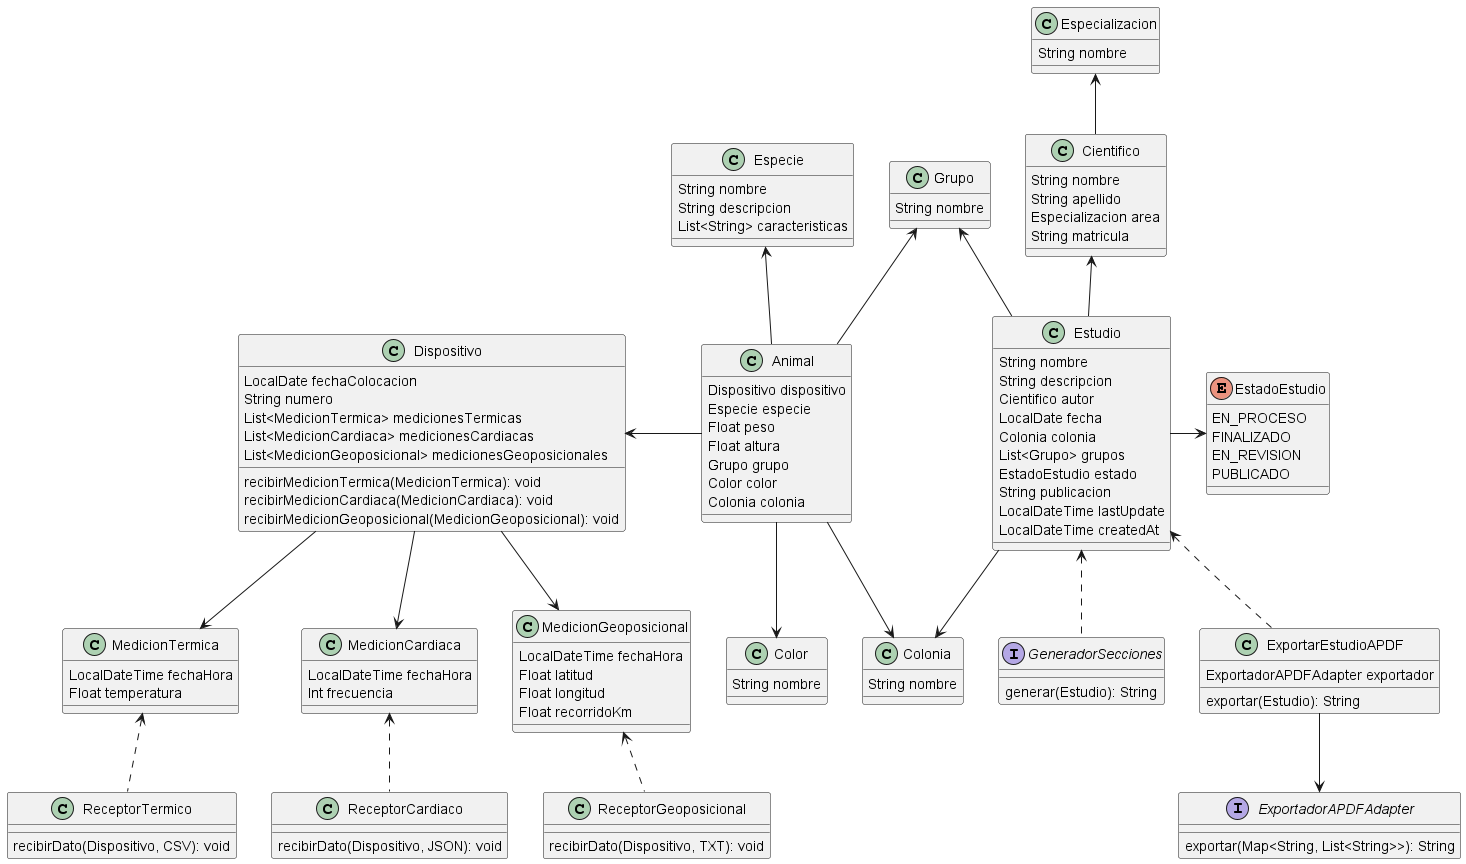 C Especializacion
String nombre
C Cientifico
String nombre
String apellido
Especializacion area
String matricula
C Especie
String nombre
String descripcion
List<String> caracteristicas
C Grupo
String nombre
C Dispositivo
LocalDate fechaColocacion
String numero
List<MedicionTermica> medicionesTermicas
List<MedicionCardiaca> medicionesCardiacas
List<MedicionGeoposicional> medicionesGeoposicionales
recibirMedicionTermica(MedicionTermica): void
recibirMedicionCardiaca(MedicionCardiaca): void
recibirMedicionGeoposicional(MedicionGeoposicional): void
C Animal
Dispositivo dispositivo
Especie especie
Float peso
Float altura
Grupo grupo
Color color
Colonia colonia
C Estudio
String nombre
String descripcion
Cientifico autor
LocalDate fecha
Colonia colonia
List<Grupo> grupos
EstadoEstudio estado
String publicacion
LocalDateTime lastUpdate
LocalDateTime createdAt
E EstadoEstudio
EN_PROCESO
FINALIZADO
EN_REVISION
PUBLICADO
C MedicionTermica
LocalDateTime fechaHora
Float temperatura
C MedicionCardiaca
LocalDateTime fechaHora
Int frecuencia
C MedicionGeoposicional
LocalDateTime fechaHora
Float latitud
Float longitud
Float recorridoKm
C Color
String nombre
C Colonia
String nombre
I GeneradorSecciones
generar(Estudio): String
C ExportarEstudioAPDF
ExportadorAPDFAdapter exportador
exportar(Estudio): String
C ReceptorTermico
recibirDato(Dispositivo, CSV): void
C ReceptorCardiaco
recibirDato(Dispositivo, JSON): void
C ReceptorGeoposicional
recibirDato(Dispositivo, TXT): void
I ExportadorAPDFAdapter
exportar(Map<String, List<String>>): String